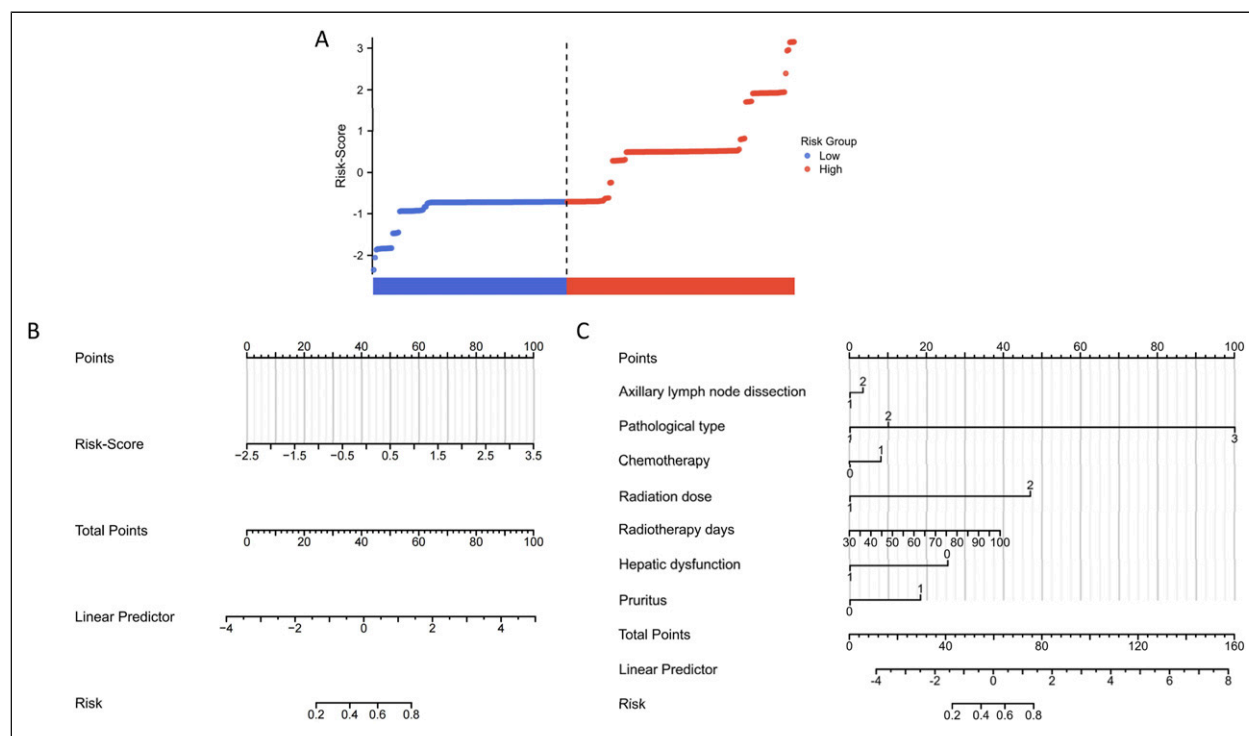 A
3
2
1
0
-1
-2
Risk-Score
Risk Group
Low
High
B
Points
0 20 40 60 80 100
Risk-Score
-2.5 -1.5 -0.5 0.5 1.5 2.5 3.5
Total Points
0 20 40 60 80 100
Linear Predictor
-4 -2 0 2 4
Risk
0.2 0.4 0.6 0.8
C
Points
0 20 40 60 80 100
Axillary lymph node dissection
2
1
Pathological type
2
1 3
Chemotherapy
1
0
Radiation dose
2
1
Radiotherapy days
30 35 40 45 50 55 60 65 70 75 80 85 90 100
Hepatic dysfunction
0
1
Pruritus
1
0
Total Points
0 40 80 120 160
Linear Predictor
-4 -2 0 2 4 6 8
Risk
0.2 0.4 0.6 0.8